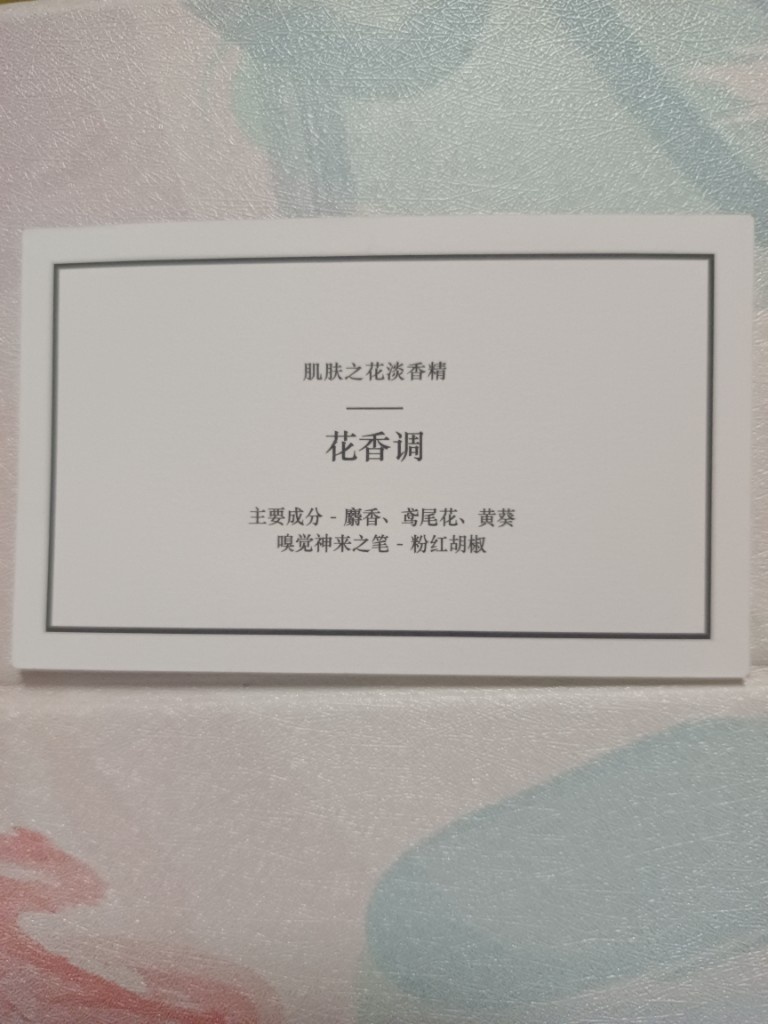 肌肤之花淡香精
花香调
主要成分 - 麝香、鸢尾花、黄葵
嗅觉神来之笔 - 粉红胡椒